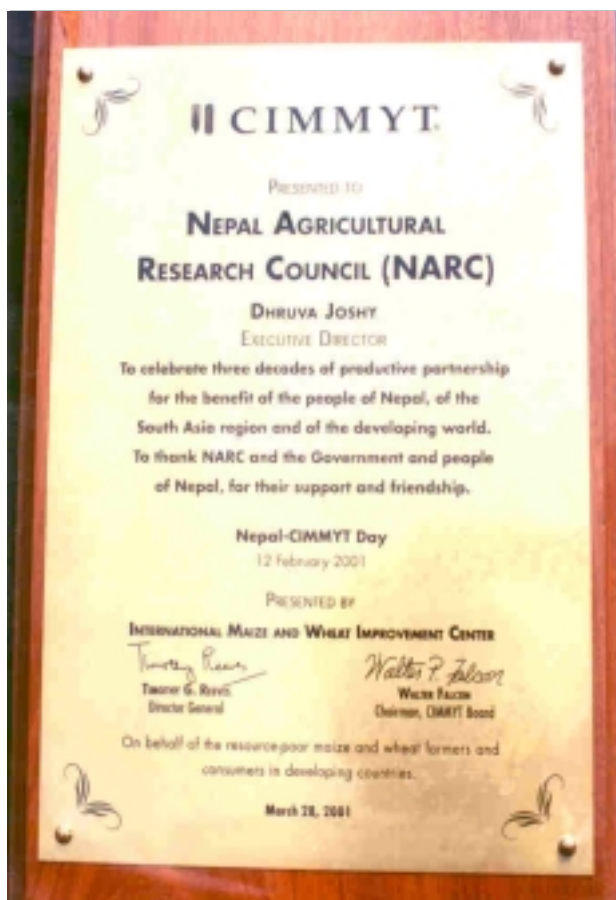 CIMMYT.
PRESENTED TO
NEPAL AGRICULTURAL
RESEARCH COUNCIL (NARC)
DHRUVA JOSHY
EXECUTIVE DIRECTOR
To celebrate three decades of productive partnership
for the benefit of the people of Nepal, of the
South Asia region and of the developing world.
To thank NARC and the Government and people
of Nepal, for their support and friendship.
Nepal-CIMMYT Day
12 February 2001
PRESENTED BY
INTERNATIONAL MAIZE AND WHEAT IMPROVEMENT CENTER
Timothy Reeves Walter P. Falcon
TIMOTHY G. REEVES WALTER FALCON
Director General Chairman, CIMMYT Board
On behalf of the resource-poor maize and wheat farmers and
consumers in developing countries.
March 28, 2001